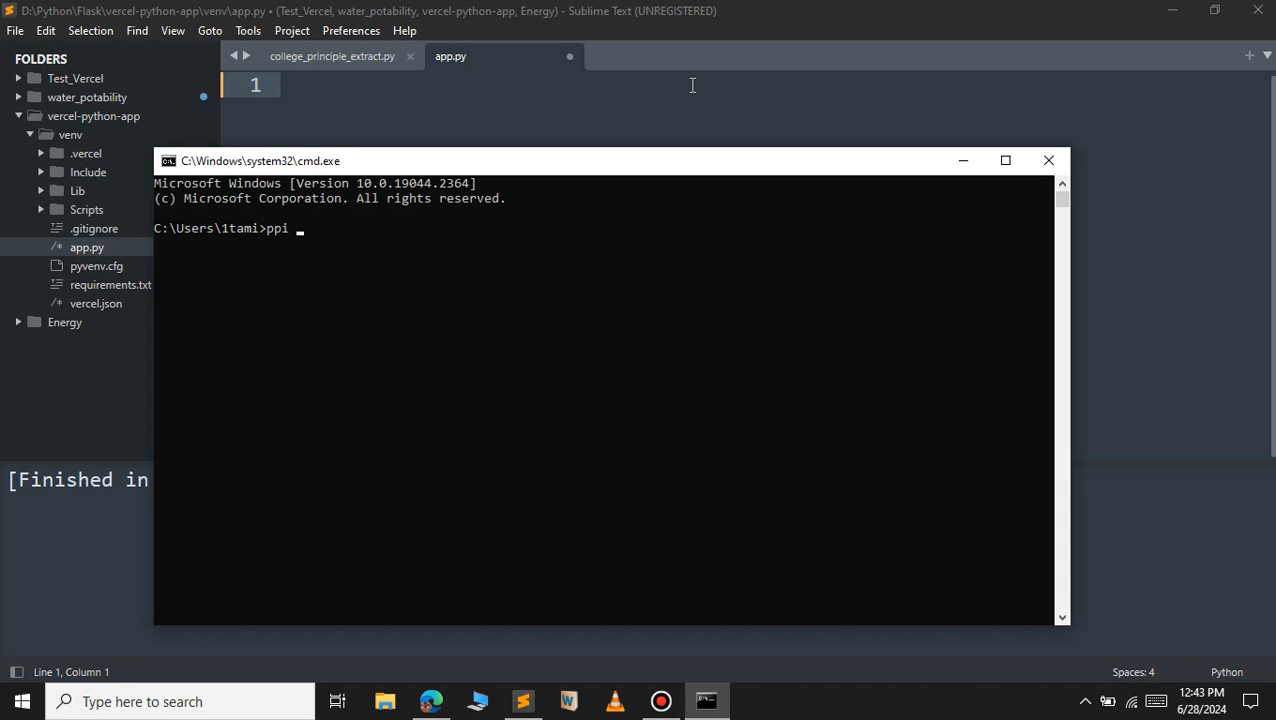 D:\Python\Flask\vercel-python-app\venv\app.py • (Test_Vercel, water_potability, vercel-python-app, Energy) - Sublime Text (UNREGISTERED)
File Edit Selection Find View Goto Tools Project Preferences Help
FOLDERS
college_principle_extract.py
app.py
Test_Vercel
1
water_potability
vercel-python-app
venv
.vercel
C:\Windows\system32\cmd.exe
Include
Microsoft Windows [Version 10.0.19044.2364]
Lib
(c) Microsoft Corporation. All rights reserved.
Scripts
.gitignore
C:\Users\1tami>ppi
app.py
pyvenv.cfg
requirements.txt
vercel.json
Energy
[Finished in
Line 1, Column 1
Spaces: 4
Python
Type here to search
12:43 PM
6/28/2024